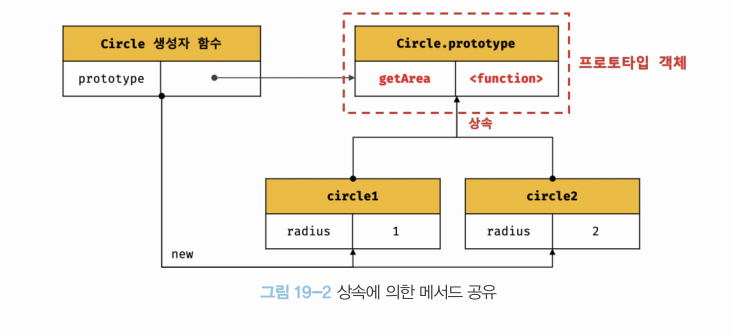 Circle 생성자 함수
prototype
Circle.prototype
getArea <function>
프로토타입 객체
상속
circle1
radius 1
circle2
radius 2
new
그림 19-2 상속에 의한 메서드 공유